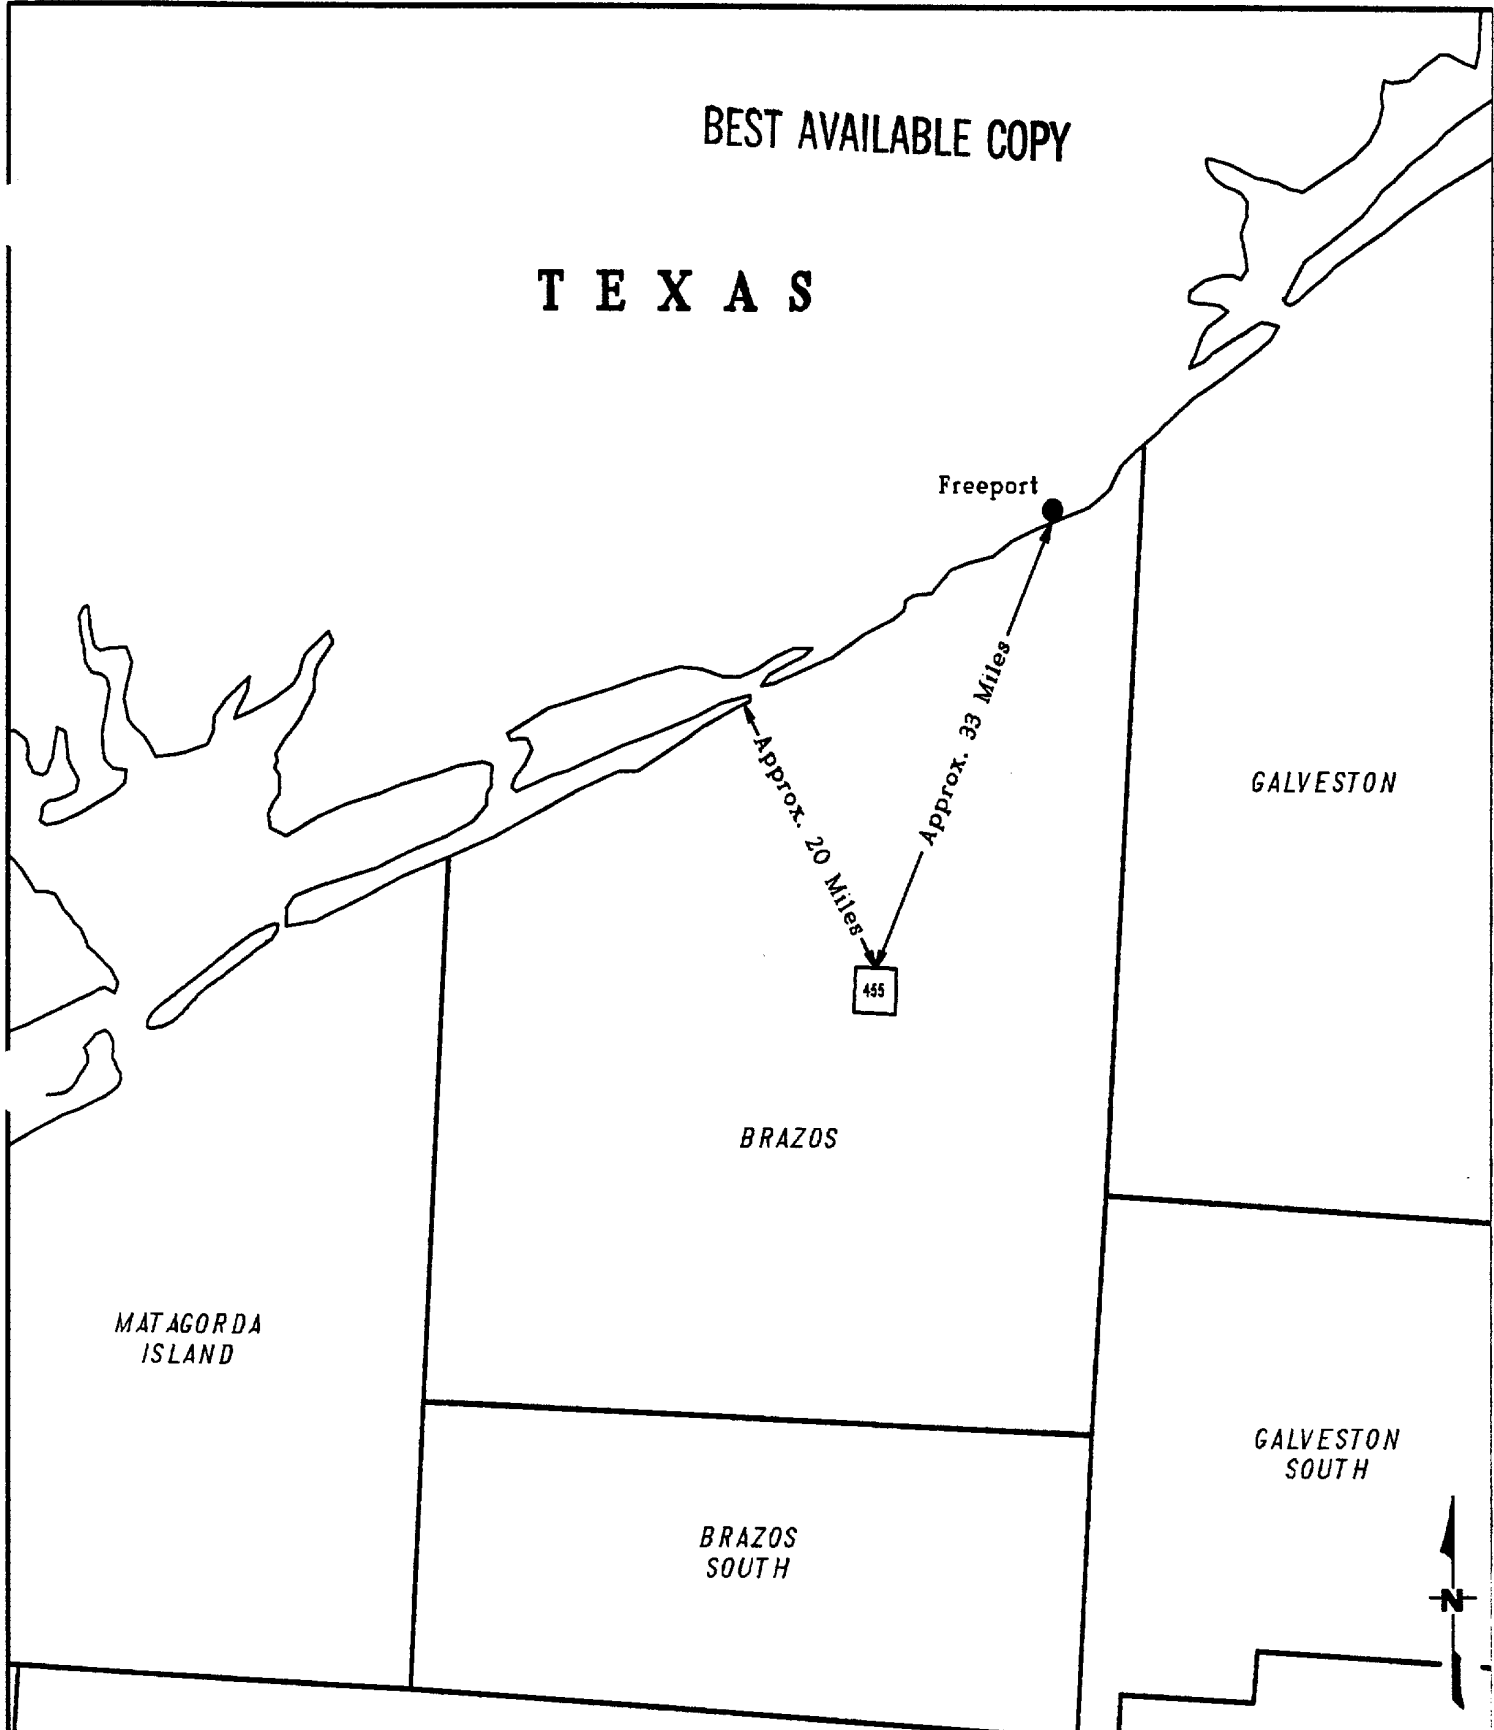 BEST AVAILABLE COPY
TEXAS
Freeport
Approx. 33 Miles
Approx. 20 Miles
GALVESTON
455
BRAZOS
MATAGORDA
ISLAND
GALVESTON
SOUTH
BRAZOS
SOUTH
N